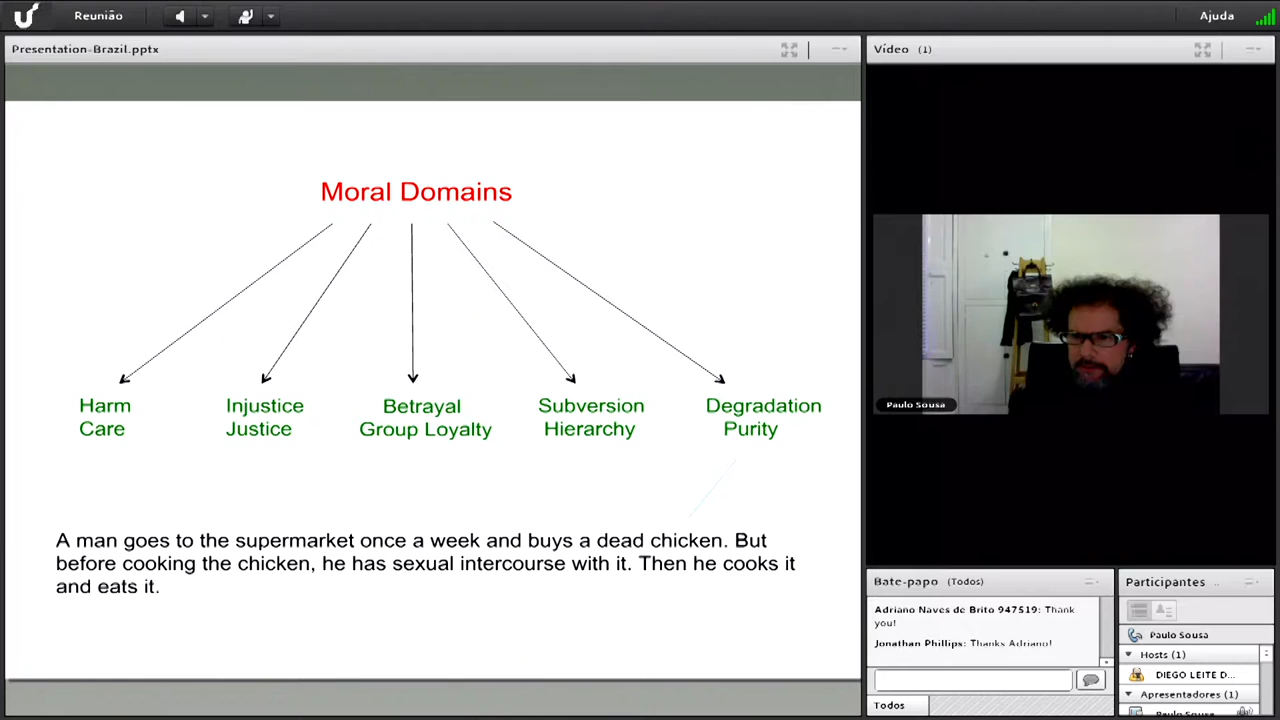 Reunião
Ajuda
Presentation-Brazil.pptx
Moral Domains
Harm
Care
Injustice
Justice
Betrayal
Group Loyalty
Subversion
Hierarchy
Degradation
Purity
A man goes to the supermarket once a week and buys a dead chicken. But
before cooking the chicken, he has sexual intercourse with it. Then he cooks it
and eats it.
Vídeo (1)
Paulo Sousa
Bate-papo (Todos)
Adriano Naves de Brito 947519: Thank
you!
Jonathan Phillips: Thanks Adriano!
Todos
Participantes ..
Paulo Sousa
Hosts (1)
DIEGO LEITE D...
Apresentadores (1)
Paulo Sousa